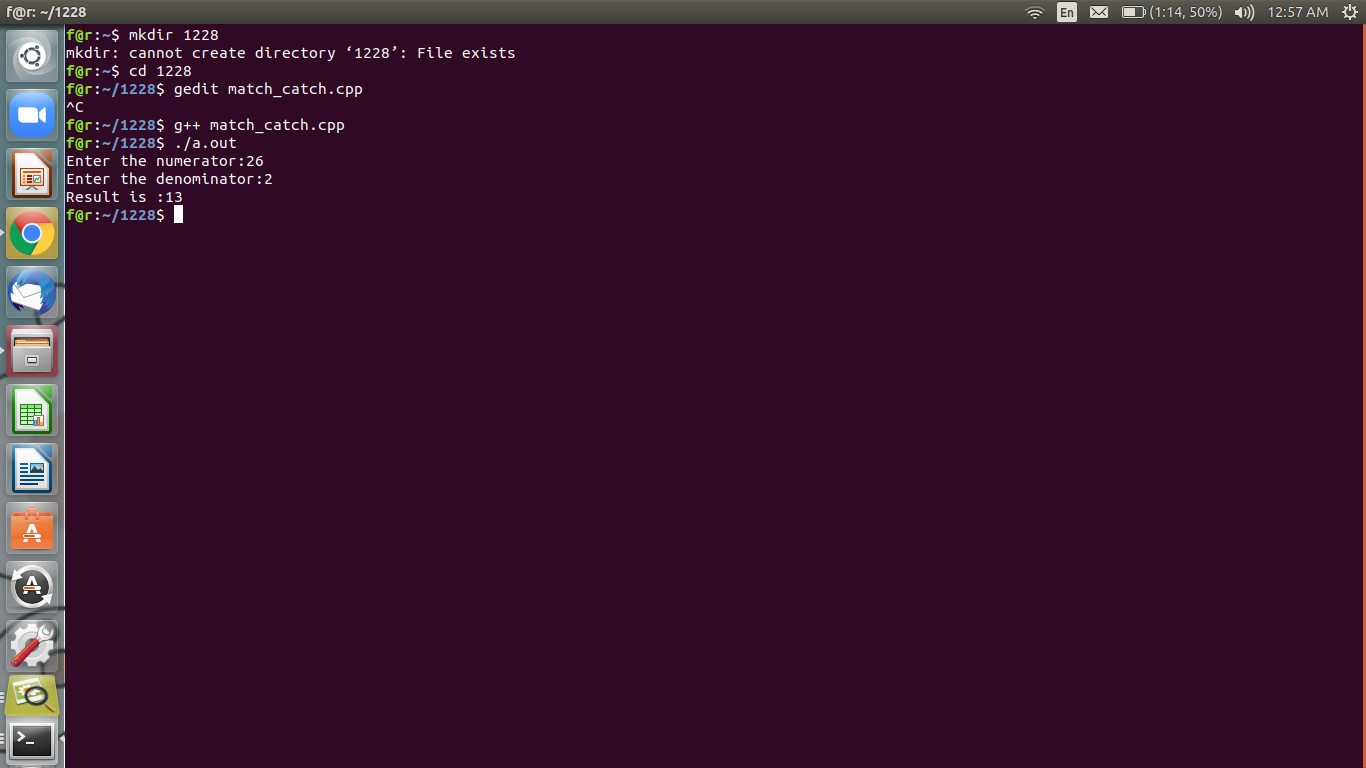 f@r: ~/1228
En
(1:14, 50%)
12:57 AM
f@r:~$ mkdir 1228
mkdir: cannot create directory ‘1228’: File exists
f@r:~$ cd 1228
f@r:~/1228$ gedit match_catch.cpp
^C
f@r:~/1228$ g++ match_catch.cpp
f@r:~/1228$ ./a.out
Enter the numerator:26
Enter the denominator:2
Result is :13
f@r:~/1228$